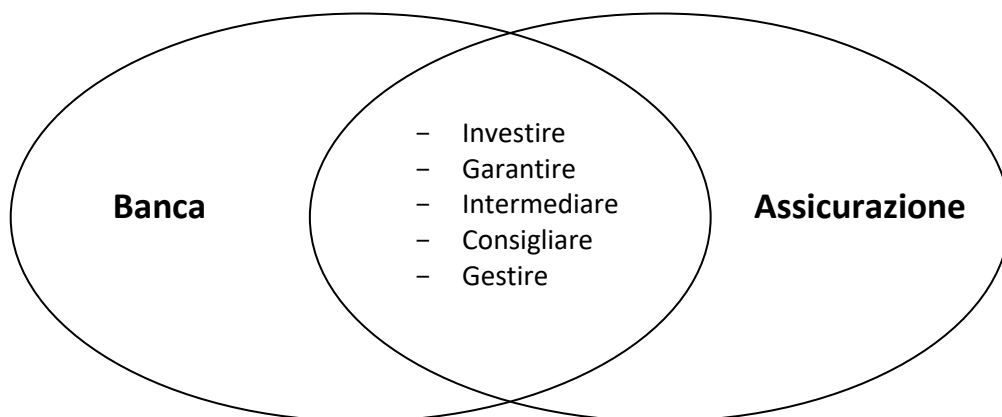 Banca
– Investire
– Garantire
– Intermediare
– Consigliare
– Gestire
Assicurazione